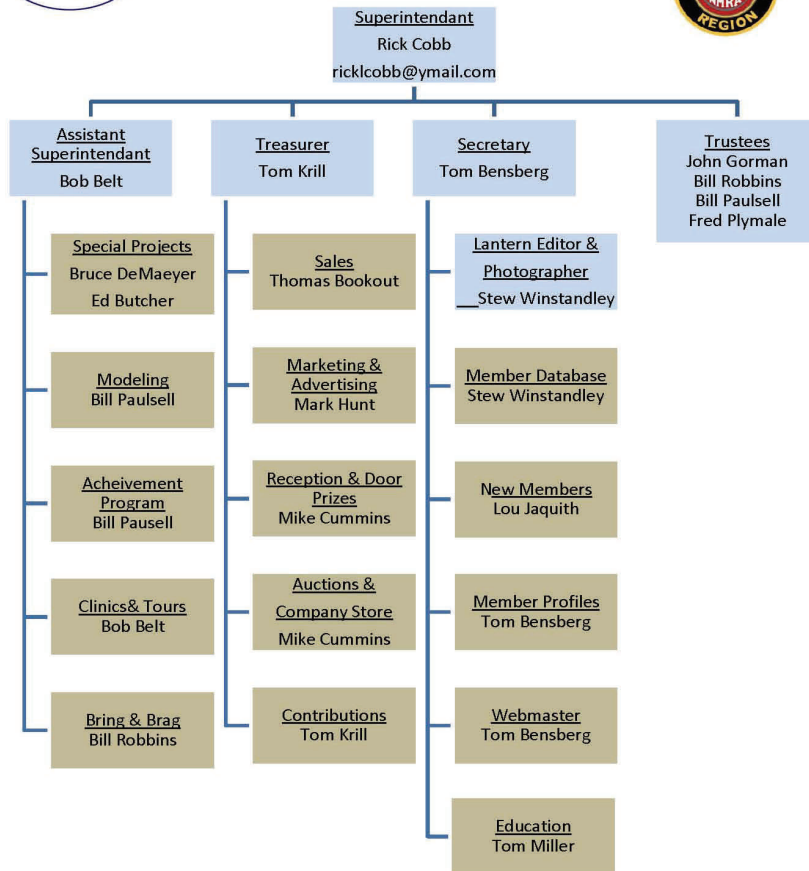 NMRA
REGION
Superintendant
Rick Cobb
ricklcobb@ymail.com
Assistant
Superintendant
Bob Belt
Treasurer
Tom Krill
Secretary
Tom Bensberg
Trustees
John Gorman
Bill Robbins
Bill Paulsell
Fred Plymale
Special Projects
Bruce DeMaeyer
Ed Butcher
Modeling
Bill Paulsell
Acheivement
Program
Bill Pausell
Clinics& Tours
Bob Belt
Bring & Brag
Bill Robbins
Sales
Thomas Bookout
Marketing &
Advertising
Mark Hunt
Reception & Door
Prizes
Mike Cummins
Auctions &
Company Store
Mike Cummins
Contributions
Tom Krill
Lantern Editor &
Photographer
__Stew Winstandley
Member Database
Stew Winstandley
New Members
Lou Jaquith
Member Profiles
Tom Bensberg
Webmaster
Tom Bensberg
Education
Tom Miller